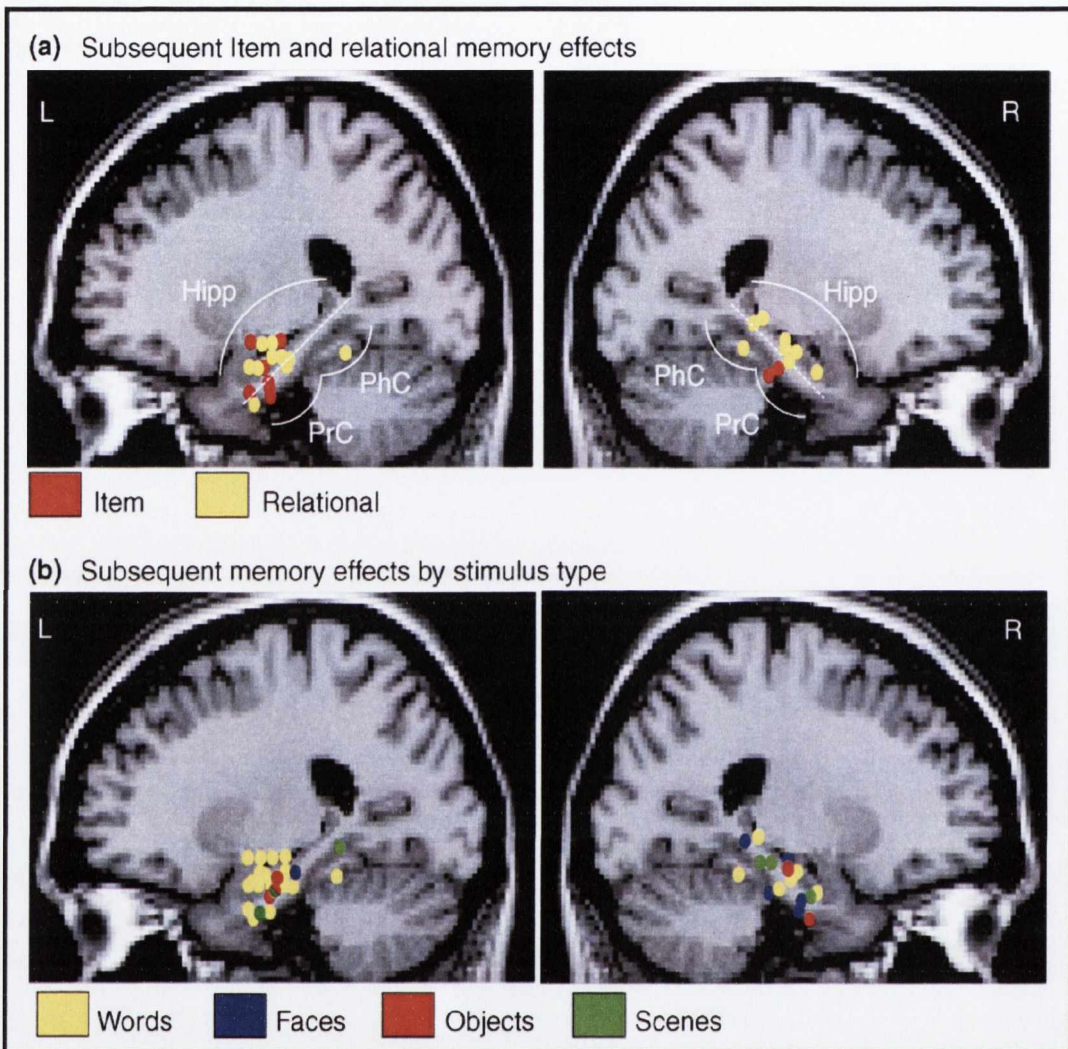 (a) Subsequent Item and relational memory effects
L
R
Hipp
Hipp
PhC
PhC
PrC
PrC
Item
Relational
(b) Subsequent memory effects by stimulus type
L
R
Words
Faces
Objects
Scenes